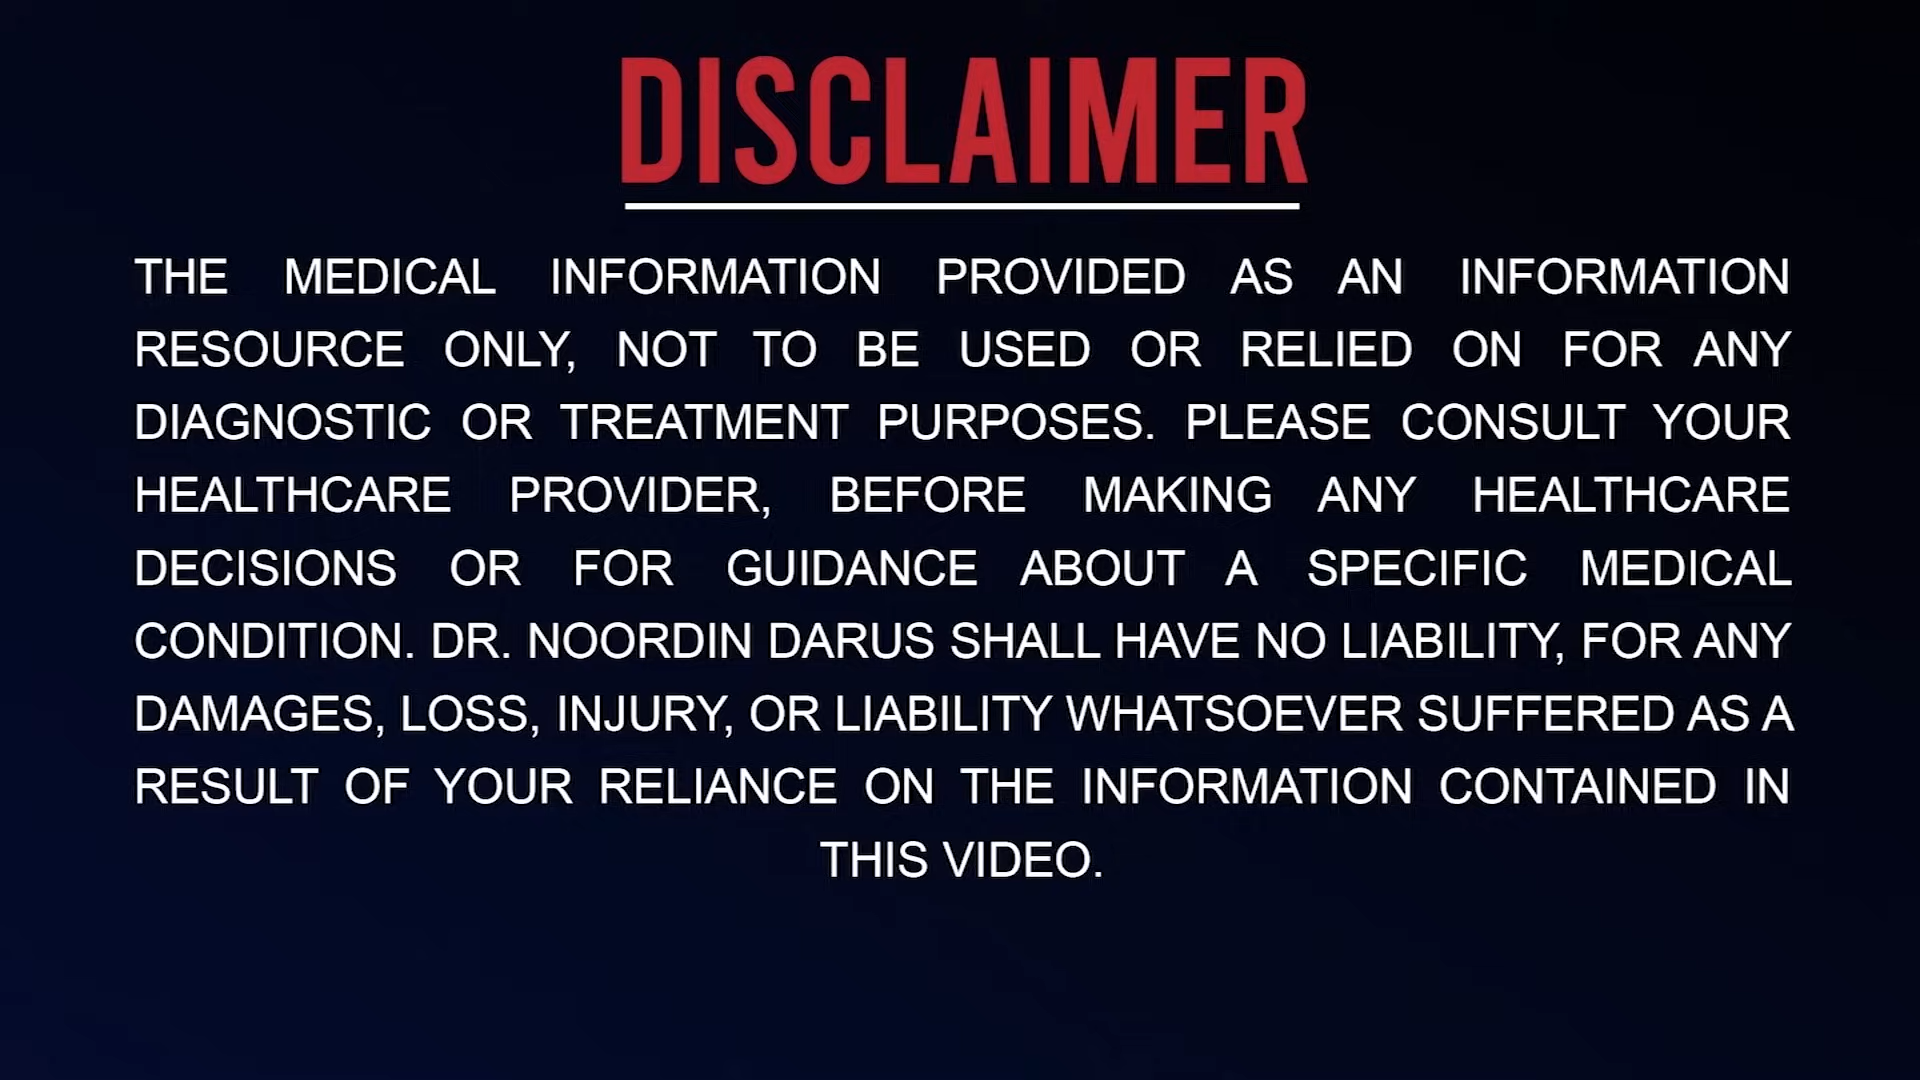 DISCLAIMER
THE MEDICAL INFORMATION PROVIDED AS AN INFORMATION
RESOURCE ONLY, NOT TO BE USED OR RELIED ON FOR ANY
DIAGNOSTIC OR TREATMENT PURPOSES. PLEASE CONSULT YOUR
HEALTHCARE PROVIDER, BEFORE MAKING ANY HEALTHCARE
DECISIONS OR FOR GUIDANCE ABOUT A SPECIFIC MEDICAL
CONDITION. DR. NOORDIN DARUS SHALL HAVE NO LIABILITY, FOR ANY
DAMAGES, LOSS, INJURY, OR LIABILITY WHATSOEVER SUFFERED AS A
RESULT OF YOUR RELIANCE ON THE INFORMATION CONTAINED IN
THIS VIDEO.